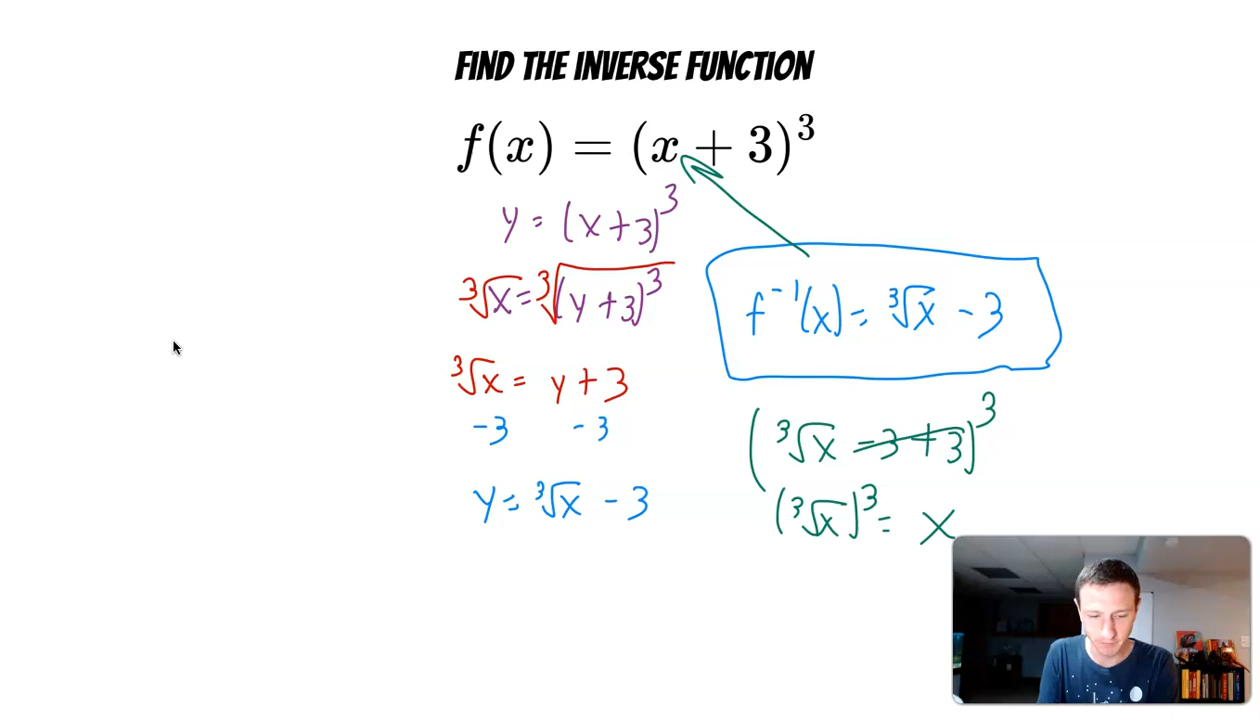 FIND THE INVERSE FUNCTION
f(x) = (x + 3)³
y = (x+3)³
∛x = ∛(y+3)³
∛x = y + 3
-3 -3
y = ∛x - 3
f⁻¹(x) = ∛x - 3
(∛x - 3 + 3)³
(∛x)³ = x